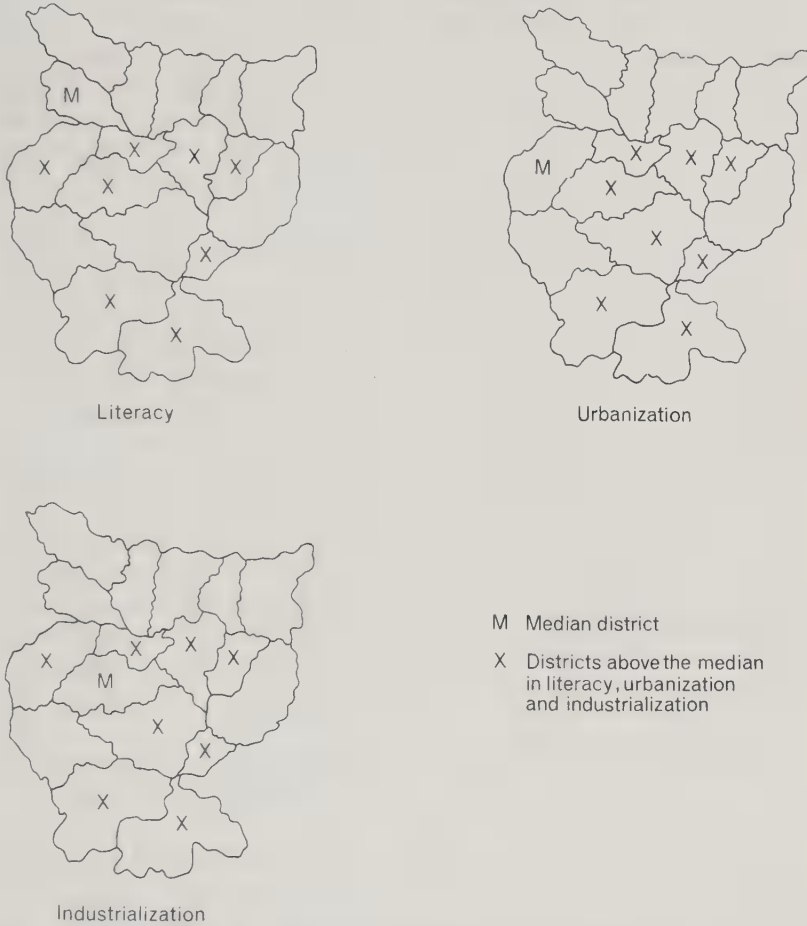 M
X X X X
X
X
X
X
Literacy
M
X X X
X
X
X
X
X
Urbanization
X X X X
M
X
X
X
X
Industrialization
M Median district
X Districts above the median
in literacy, urbanization
and industrialization